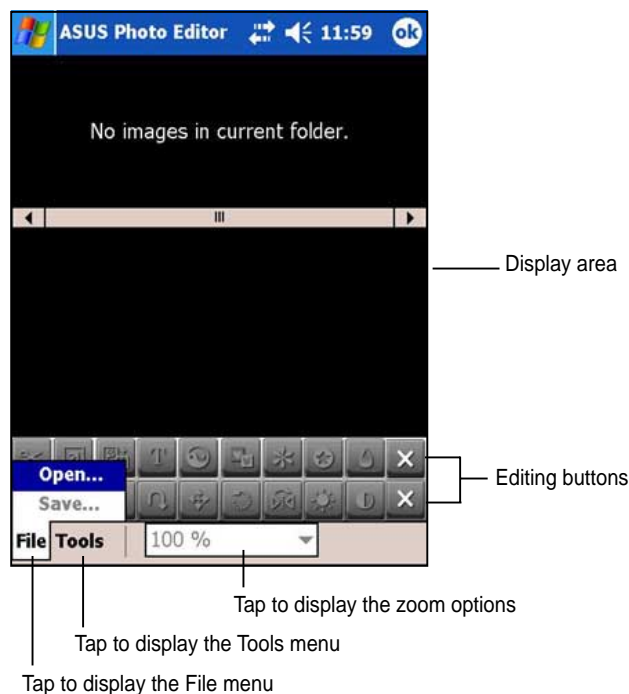 ASUS Photo Editor 11:59 ok
No images in current folder.
Display area
Open...
Save...
Editing buttons
File Tools 100 %
Tap to display the zoom options
Tap to display the Tools menu
Tap to display the File menu